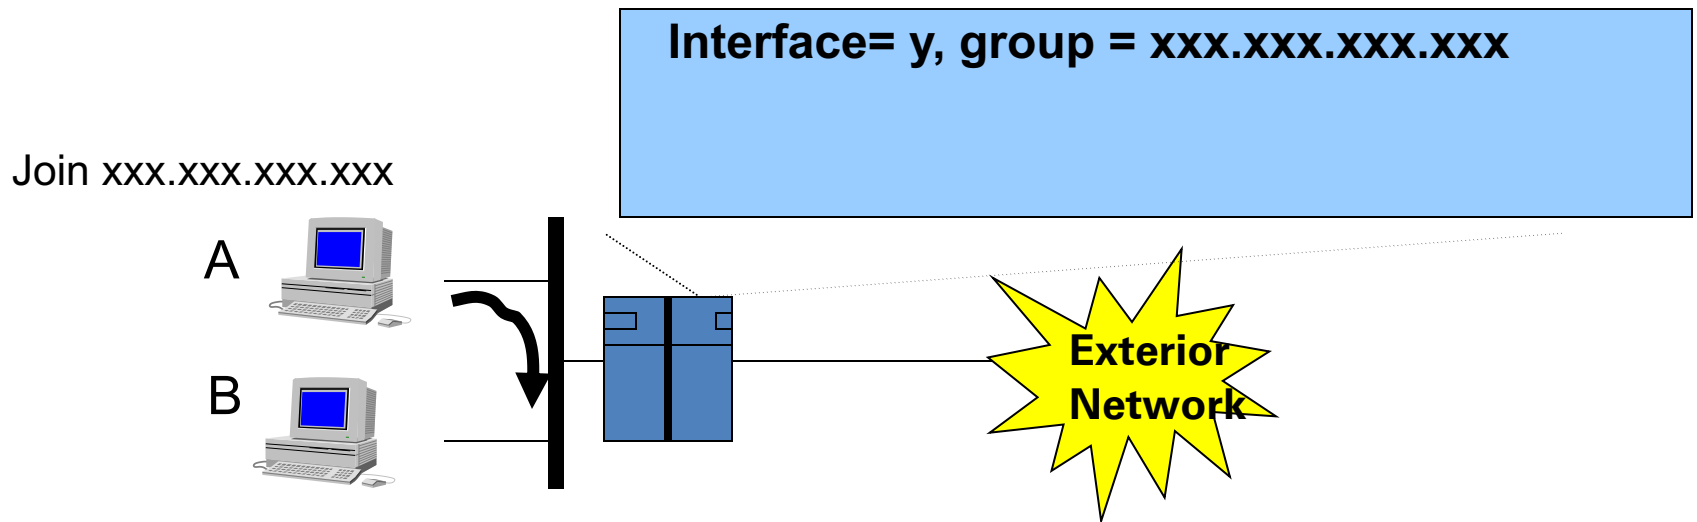 Interface= y, group = xxx.xxx.xxx.xxx
Join xxx.xxx.xxx.xxx
A
B
Exterior
Network